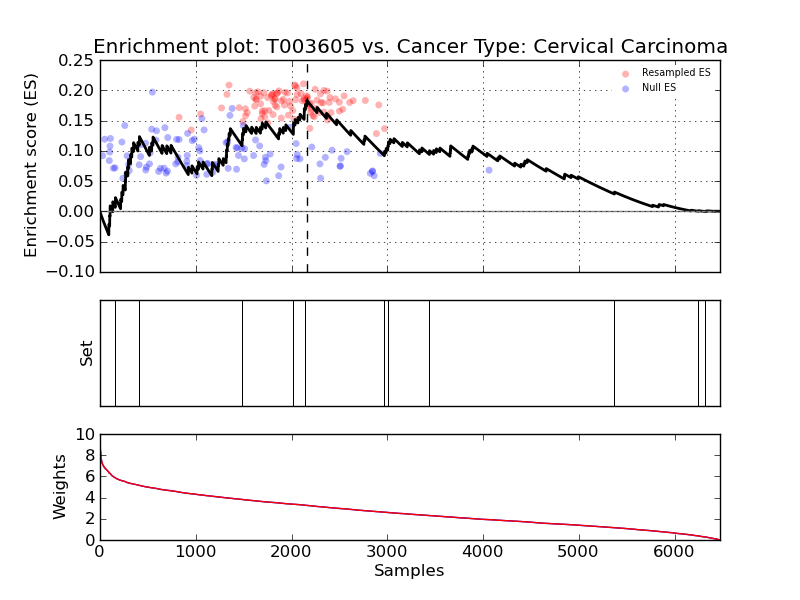 Enrichment plot: T003605 vs. Cancer Type: Cervical Carcinoma
Enrichment score (ES)
0.25
0.20
0.15
0.10
0.05
0.00
−0.05
−0.10
Resampled ES
Null ES
Set
Weights
10
8
6
4
2
0
0 1000 2000 3000 4000 5000 6000
Samples